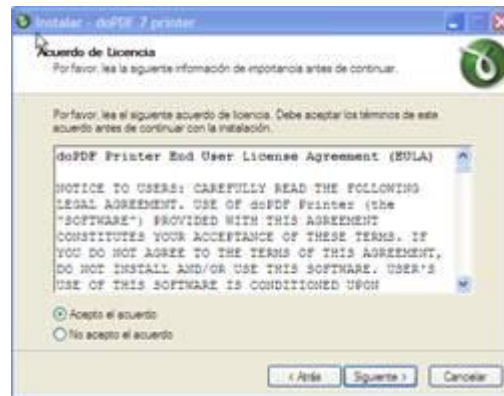 Instalar - doPDF 7 printer
Acuerdo de Licencia
Por favor, lea la siguiente información de importancia antes de continuar.
Por favor, lea el siguiente acuerdo de licencia. Debe aceptar los términos de este
acuerdo antes de continuar con la instalación.
doPDF Printer End User License Agreement (EULA)
NOTICE TO USERS: CAREFULLY READ THE FOLLOWING
LEGAL AGREEMENT. USE OF doPDF Printer (the
"SOFTWARE") PROVIDED WITH THIS AGREEMENT
CONSTITUTES YOUR ACCEPTANCE OF THESE TERMS. IF
YOU DO NOT AGREE TO THE TERMS OF THIS AGREEMENT,
DO NOT INSTALL AND/OR USE THIS SOFTWARE. USER'S
USE OF THIS SOFTWARE IS CONDITIONED UPON
Acepto el acuerdo
No acepto el acuerdo
< Atrás Siguiente > Cancelar